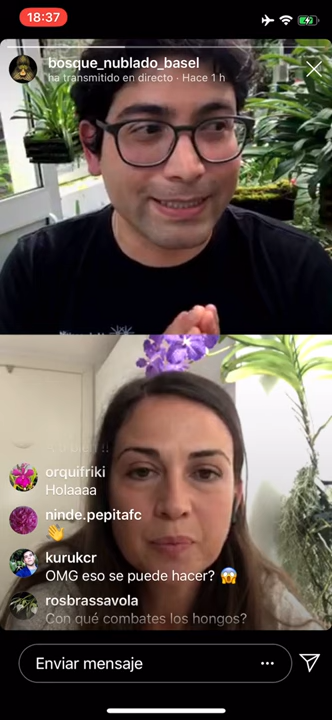 18:37
bosque_nublado_basel
ha transmitido en directo · Hace 1 h
orquifriki
Holaaaa
ninde.pepitafc
👋
kurukcr
OMG eso se puede hacer? 😱
rosbrassavola
Con qué combates los hongos?
Enviar mensaje